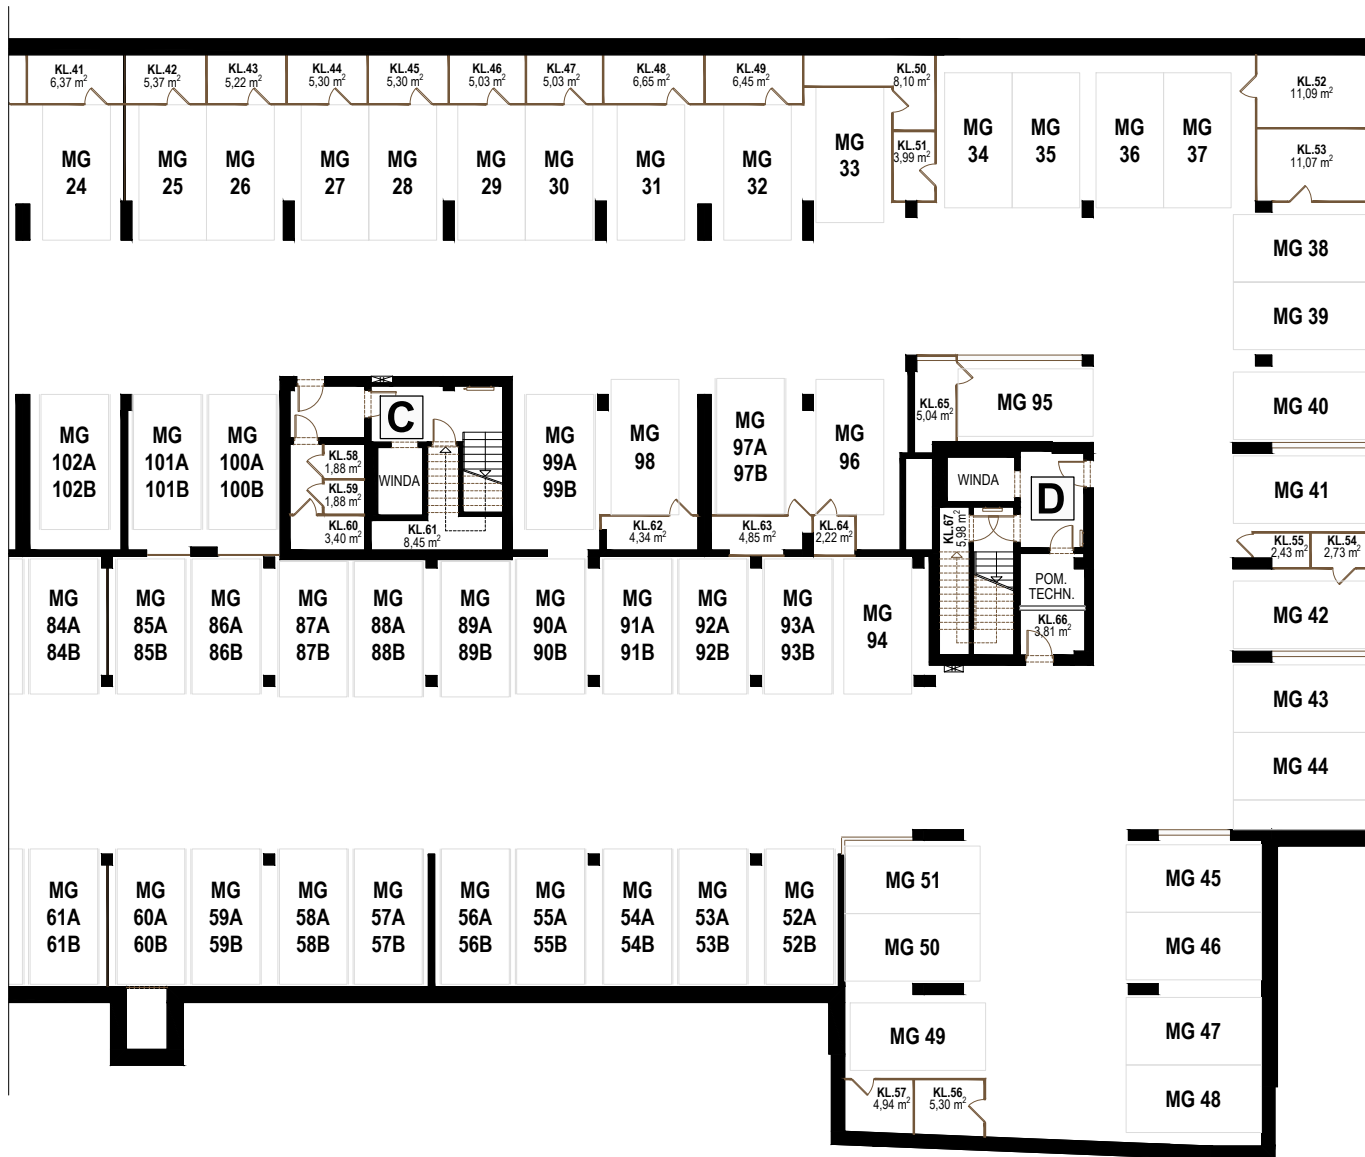 KL.41
6,37 m²
KL.42
5,37 m²
KL.43
5,22 m²
KL.44
5,30 m²
KL.45
5,30 m²
KL.46
5,03 m²
KL.47
5,03 m²
KL.48
6,65 m²
KL.49
6,45 m²
KL.50
8,10 m²
KL.51
3,99 m²
KL.52
11,09 m²
KL.53
11,07 m²
MG
24
MG
25
MG
26
MG
27
MG
28
MG
29
MG
30
MG
31
MG
32
MG
33
MG
34
MG
35
MG
36
MG
37
MG 38
MG 39
MG 40
MG 41
KL.55
2,43 m²
KL.54
2,73 m²
MG 42
MG 43
MG 44
MG
102A
102B
MG
101A
101B
MG
100A
100B
C
KL.58
1,88 m²
KL.59
1,88 m²
KL.60
3,40 m²
WINDA
KL.61
8,45 m²
MG
99A
99B
MG
98
KL.62
4,34 m²
MG
97A
97B
KL.63
4,85 m²
MG
96
KL.64
2,22 m²
KL.65
5,04 m²
MG 95
WINDA
D
KL.67
5,98 m²
POM.
TECHN.
KL.66
3,81 m²
MG
84A
84B
MG
85A
85B
MG
86A
86B
MG
87A
87B
MG
88A
88B
MG
89A
89B
MG
90A
90B
MG
91A
91B
MG
92A
92B
MG
93A
93B
MG
94
MG
61A
61B
MG
60A
60B
MG
59A
59B
MG
58A
58B
MG
57A
57B
MG
56A
56B
MG
55A
55B
MG
54A
54B
MG
53A
53B
MG
52A
52B
MG 51
MG 50
MG 49
KL.57
4,94 m²
KL.56
5,30 m²
MG 45
MG 46
MG 47
MG 48